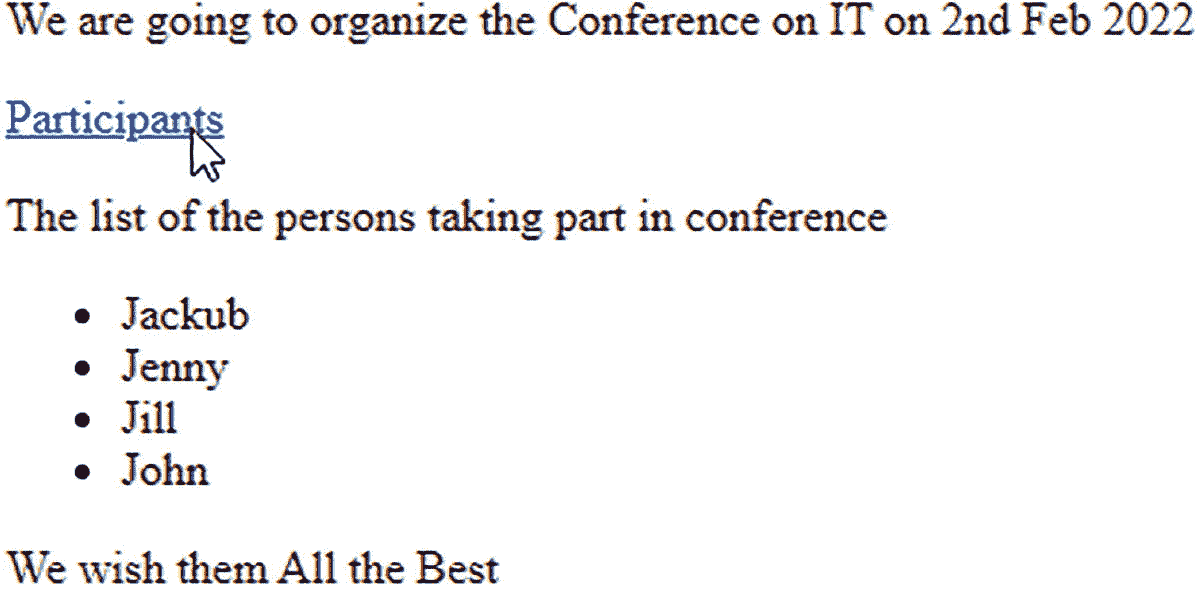 We are going to organize the Conference on IT on 2nd Feb 2022
Participants
The list of the persons taking part in conference
• Jackub
• Jenny
• Jill
• John
We wish them All the Best